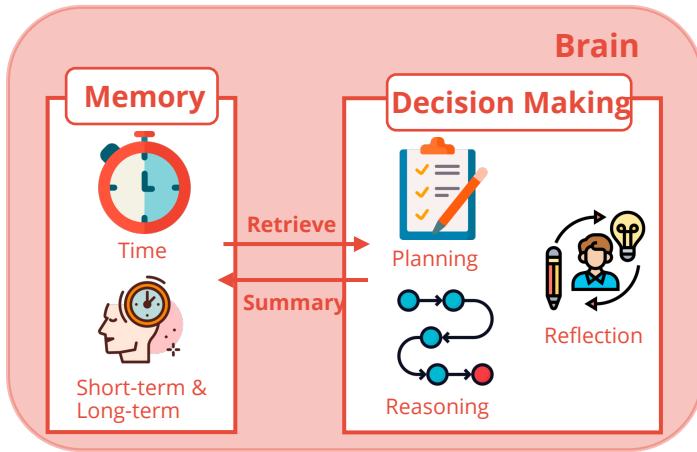 Brain
Memory
Decision Making
Time
Short-term &
Long-term
Retrieve
Summary
Planning
Reasoning
Reflection